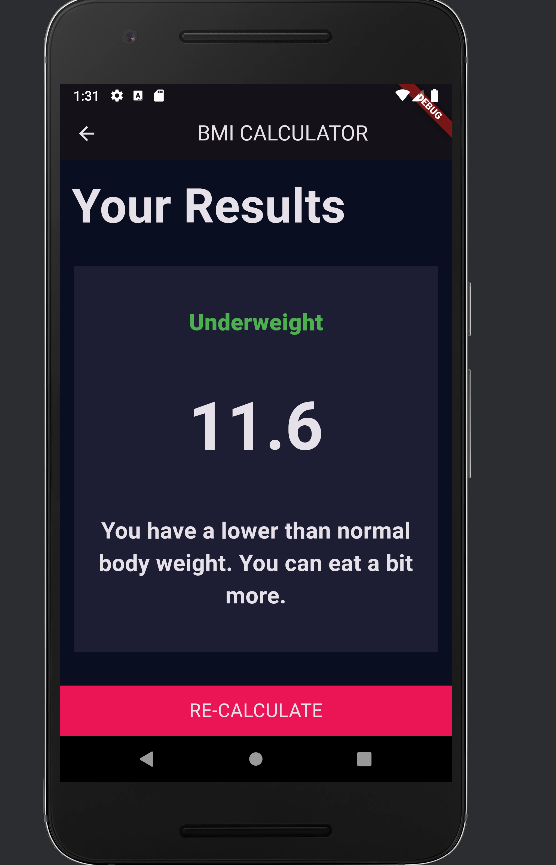 1:31
DEBUG
BMI CALCULATOR
Your Results
Underweight
11.6
You have a lower than normal
body weight. You can eat a bit
more.
RE-CALCULATE